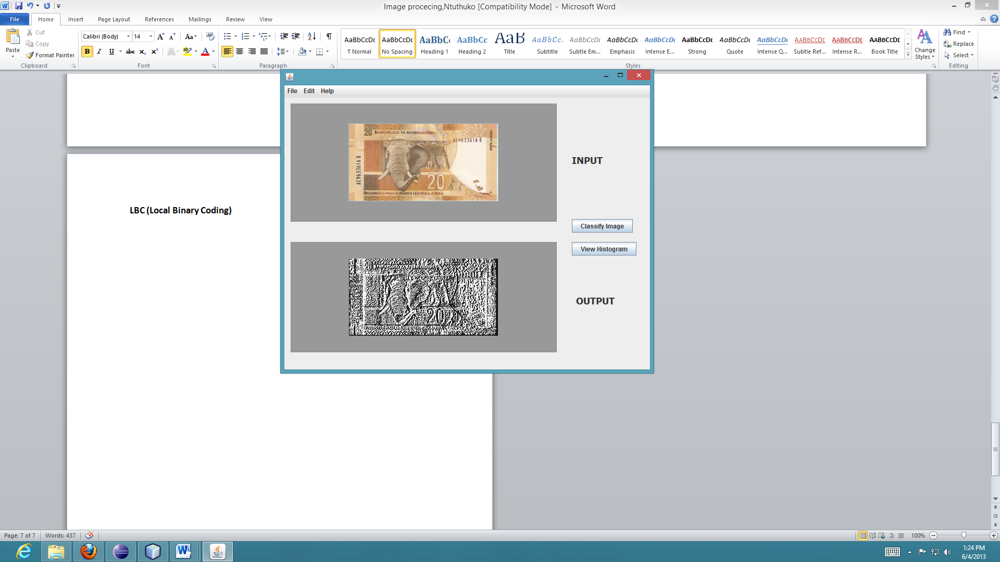 Image procecing,Ntuthuko [Compatibility Mode] - Microsoft Word
File Home Insert Page Layout References Mailings Review View
Paste
Cut
Copy
Format Painter
Clipboard
Calibri (Body) 14
B I U abc x₂ x²
Font
Paragraph
AaBbCcDc AaBbCcDc AaBbCc AaBbCc AaB AaBbCc. AaBbCcDc AaBbCcDc AaBbCcDc AaBbCcDc AaBbCcDc AaBbCcDc AABBCCDE AABBCCDE AABBCCDE
¶ Normal No Spacing Heading 1 Heading 2 Title Subtitle Subtle Em... Emphasis Intense E... Strong Quote Intense Q... Subtle Ref... Intense R... Book Title
Styles
Change Styles
Find
Replace
Select
Editing
File Edit Help
20 BANKAKGOLO YA AFORIKABORWA
AC9633616 B
TWENTY RAND
AC9633616 B
20
IBULUNGELO-MALI ELIKHULU LESEWULA AFRIKA
INPUT
Classify Image
View Histogram
20
OUTPUT
LBC (Local Binary Coding)
Page: 7 of 7 Words: 437
100%
1:24 PM
6/4/2013